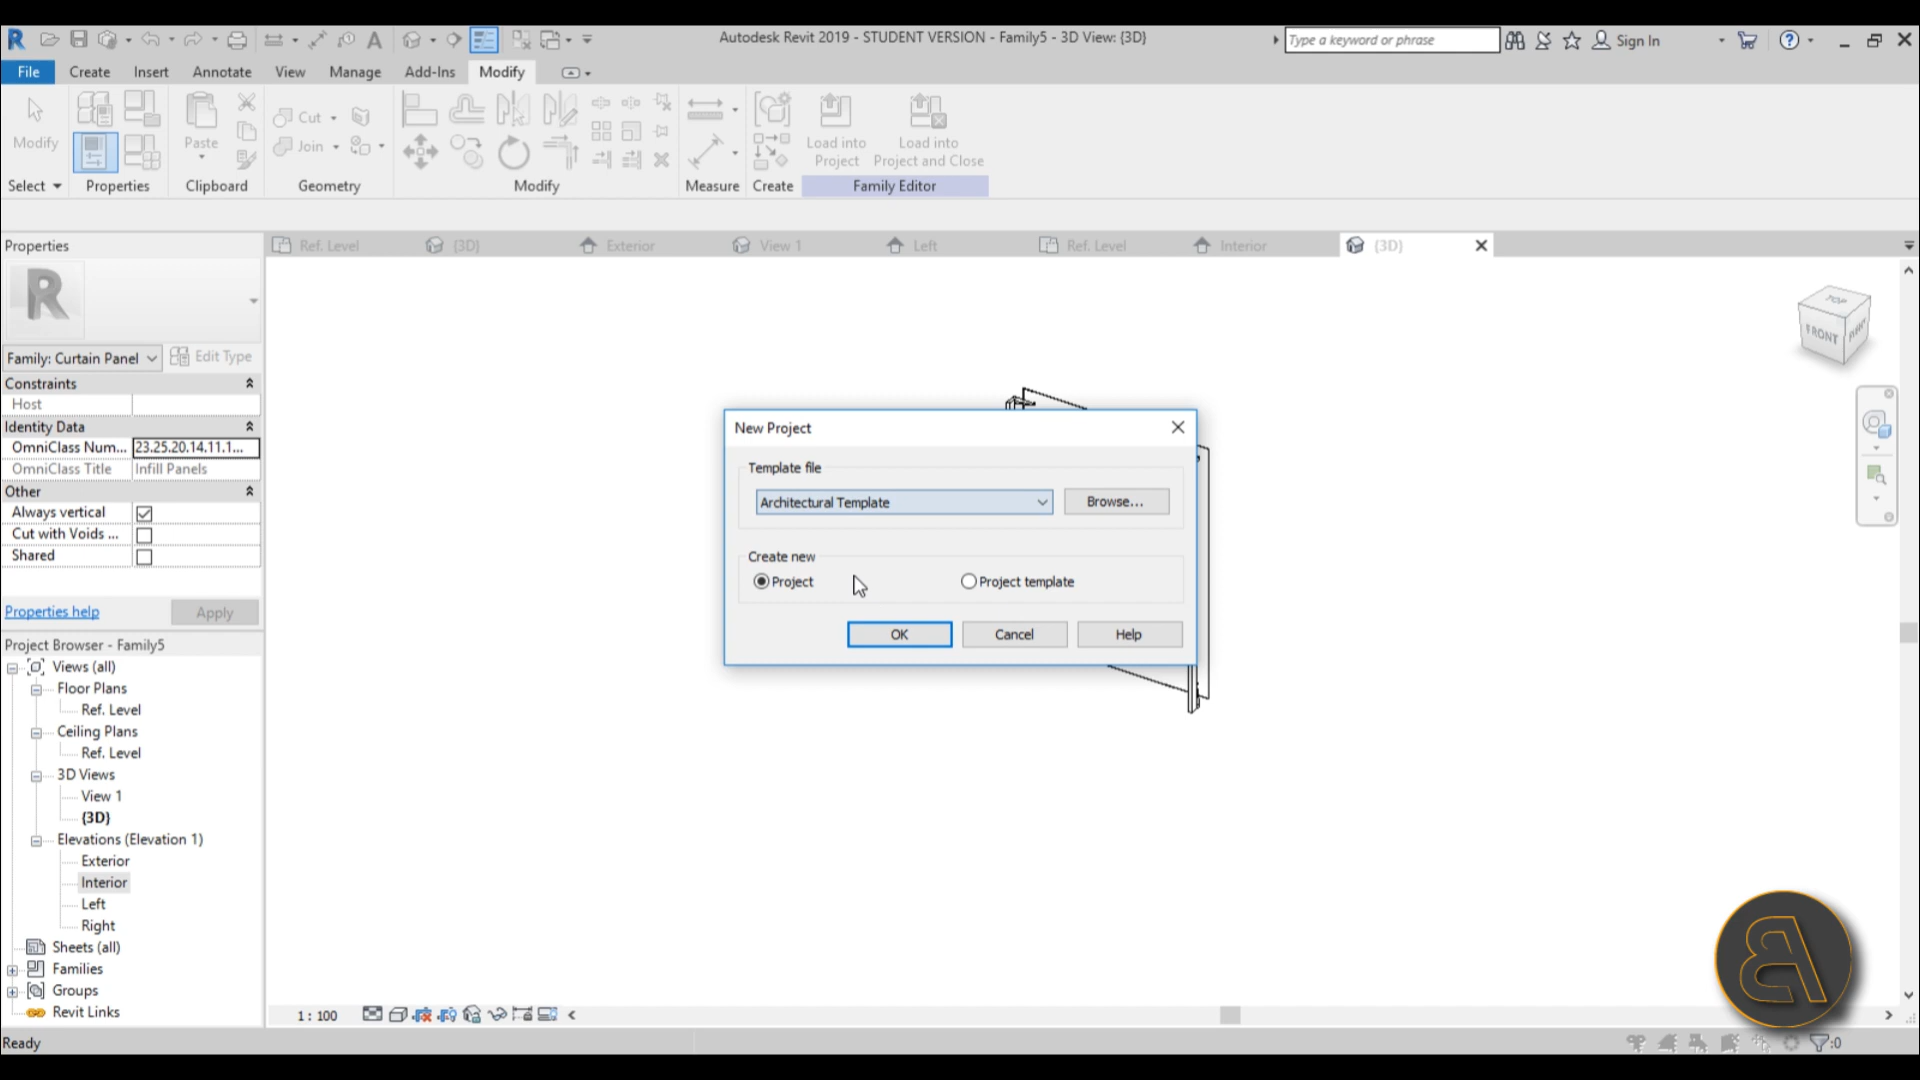 Autodesk Revit 2019 - STUDENT VERSION - Family5 - 3D View: {3D}
Type a keyword or phrase
Sign In
File Create Insert Annotate View Manage Add-Ins Modify
Modify
Paste
Cut
Join
Load into Project
Load into Project and Close
Select Properties Clipboard Geometry Modify Measure Create Family Editor
Properties
Ref. Level {3D} Exterior View 1 Left Ref. Level Interior {3D}
TOP
FRONT
Family: Curtain Panel Edit Type
Constraints
Host
Identity Data
OmniClass Num... 23.25.20.14.11.1...
OmniClass Title Infill Panels
Other
Always vertical
Cut with Voids ...
Shared
Properties help Apply
New Project
Template file
Architectural Template Browse...
Create new
Project Project template
OK Cancel Help
Project Browser - Family5
Views (all)
Floor Plans
Ref. Level
Ceiling Plans
Ref. Level
3D Views
View 1
{3D}
Elevations (Elevation 1)
Exterior
Interior
Left
Right
Sheets (all)
Families
Groups
Revit Links
1 : 100
Ready
:0